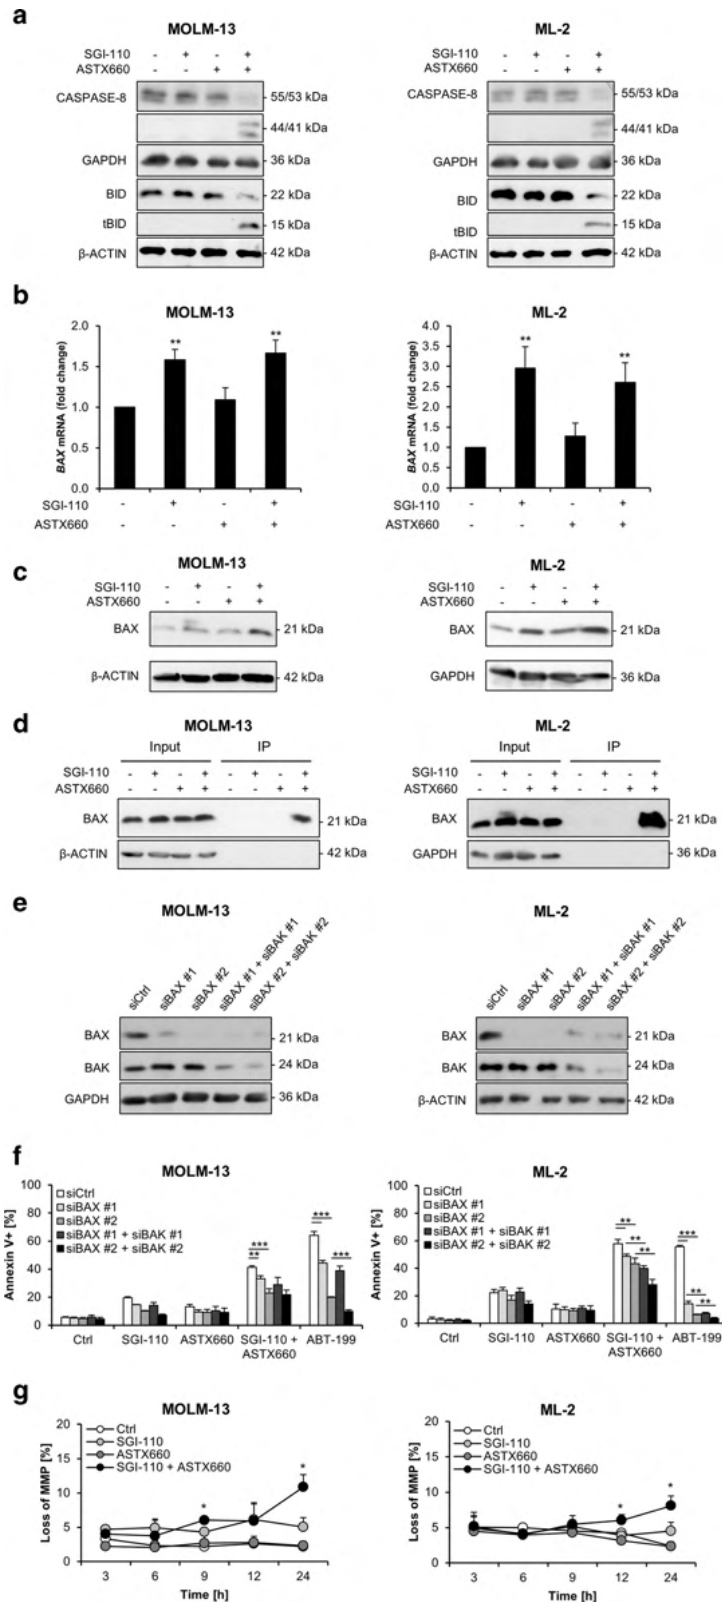 a
MOLM-13
SGI-110 - + - +
ASTX660 - - + +
CASPASE-8
55/53 kDa
44/41 kDa
GAPDH
36 kDa
BID
22 kDa
tBID
15 kDa
β-ACTIN
42 kDa
ML-2
SGI-110 - + - +
ASTX660 - - + +
CASPASE-8
55/53 kDa
44/41 kDa
GAPDH
36 kDa
BID
22 kDa
tBID
15 kDa
β-ACTIN
42 kDa
b
MOLM-13
BAX mRNA (fold change)
2.0
1.5
1.0
0.5
0.0
**
**
SGI-110 - + - +
ASTX660 - - + +
ML-2
BAX mRNA (fold change)
4.0
3.5
3.0
2.5
2.0
1.5
1.0
0.5
0.0
**
**
SGI-110 - + - +
ASTX660 - - + +
c
MOLM-13
SGI-110 - + - +
ASTX660 - - + +
BAX
21 kDa
β-ACTIN
42 kDa
ML-2
SGI-110 - + - +
ASTX660 - - + +
BAX
21 kDa
GAPDH
36 kDa
d
MOLM-13
Input IP
SGI-110 - + - + - + - +
ASTX660 - - + + - - + +
BAX
21 kDa
β-ACTIN
42 kDa
ML-2
Input IP
SGI-110 - + - + - + - +
ASTX660 - - + + - - + +
BAX
21 kDa
GAPDH
36 kDa
e
MOLM-13
siCtrl
siBAX #1
siBAX #2
siBAX #1 + siBAK #1
siBAX #2 + siBAK #2
BAX
21 kDa
BAK
24 kDa
GAPDH
36 kDa
ML-2
siCtrl
siBAX #1
siBAX #2
siBAX #1 + siBAK #1
siBAX #2 + siBAK #2
BAX
21 kDa
BAK
24 kDa
β-ACTIN
42 kDa
f
MOLM-13
Annexin V+ [%]
100
80
60
40
20
0
siCtrl
siBAX #1
siBAX #2
siBAX #1 + siBAK #1
siBAX #2 + siBAK #2
***
**
***
***
Ctrl SGI-110 ASTX660 SGI-110 + ASTX660 ABT-199
ML-2
Annexin V+ [%]
100
80
60
40
20
0
siCtrl
siBAX #1
siBAX #2
siBAX #1 + siBAK #1
siBAX #2 + siBAK #2
**
**
**
***
**
**
Ctrl SGI-110 ASTX660 SGI-110 + ASTX660 ABT-199
g
MOLM-13
Loss of MMP [%]
20
15
10
5
0
Ctrl
SGI-110
ASTX660
SGI-110 + ASTX660
*
*
3 6 9 12 24
Time [h]
ML-2
Loss of MMP [%]
20
15
10
5
0
Ctrl
SGI-110
ASTX660
SGI-110 + ASTX660
*
*
3 6 9 12 24
Time [h]